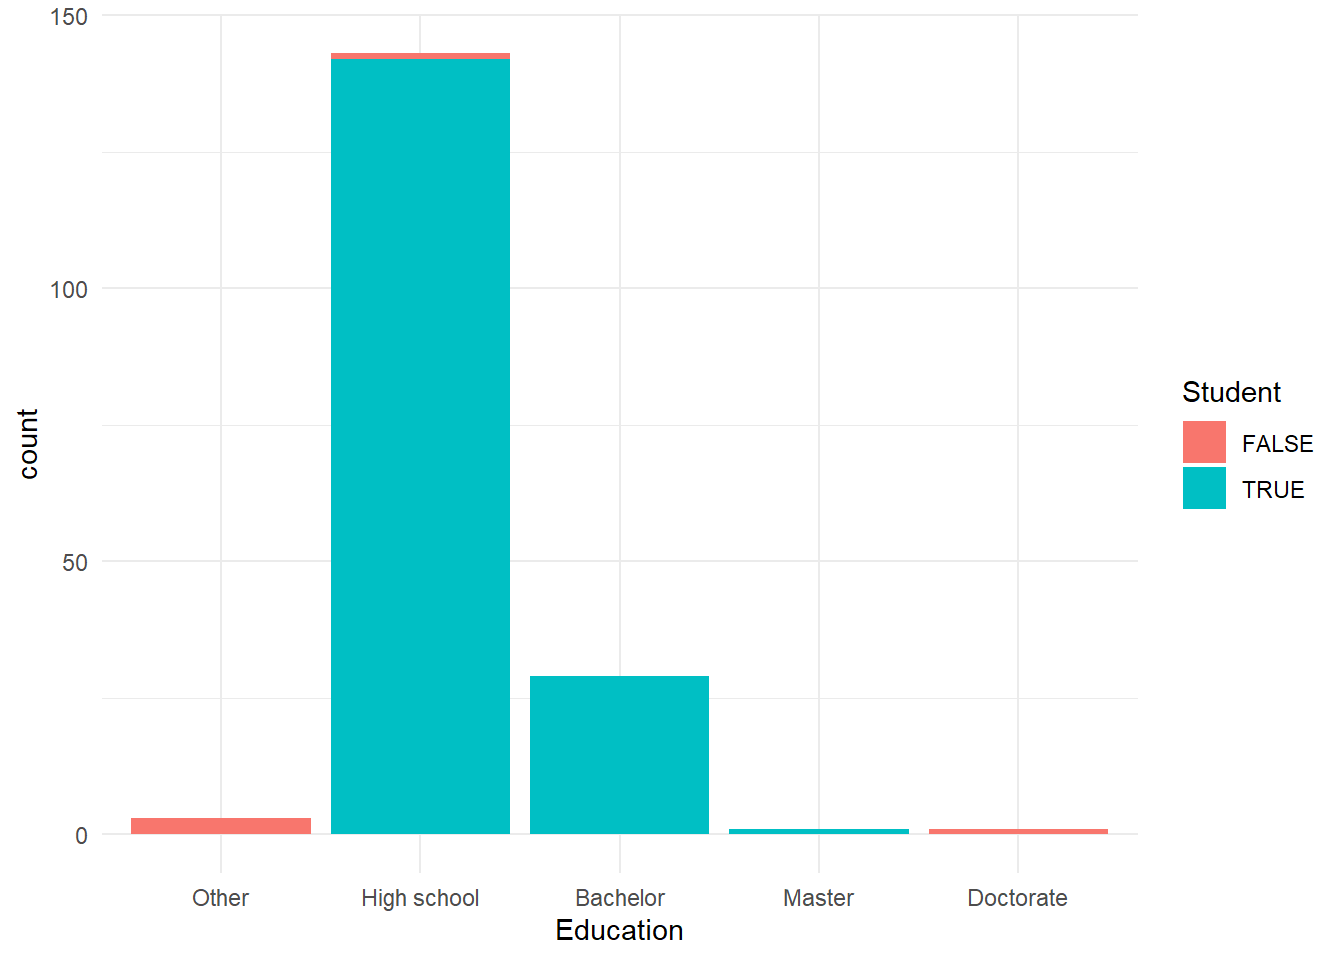 150
100
50
0
count
Other
High school
Bachelor
Master
Doctorate
Education
Student
FALSE
TRUE